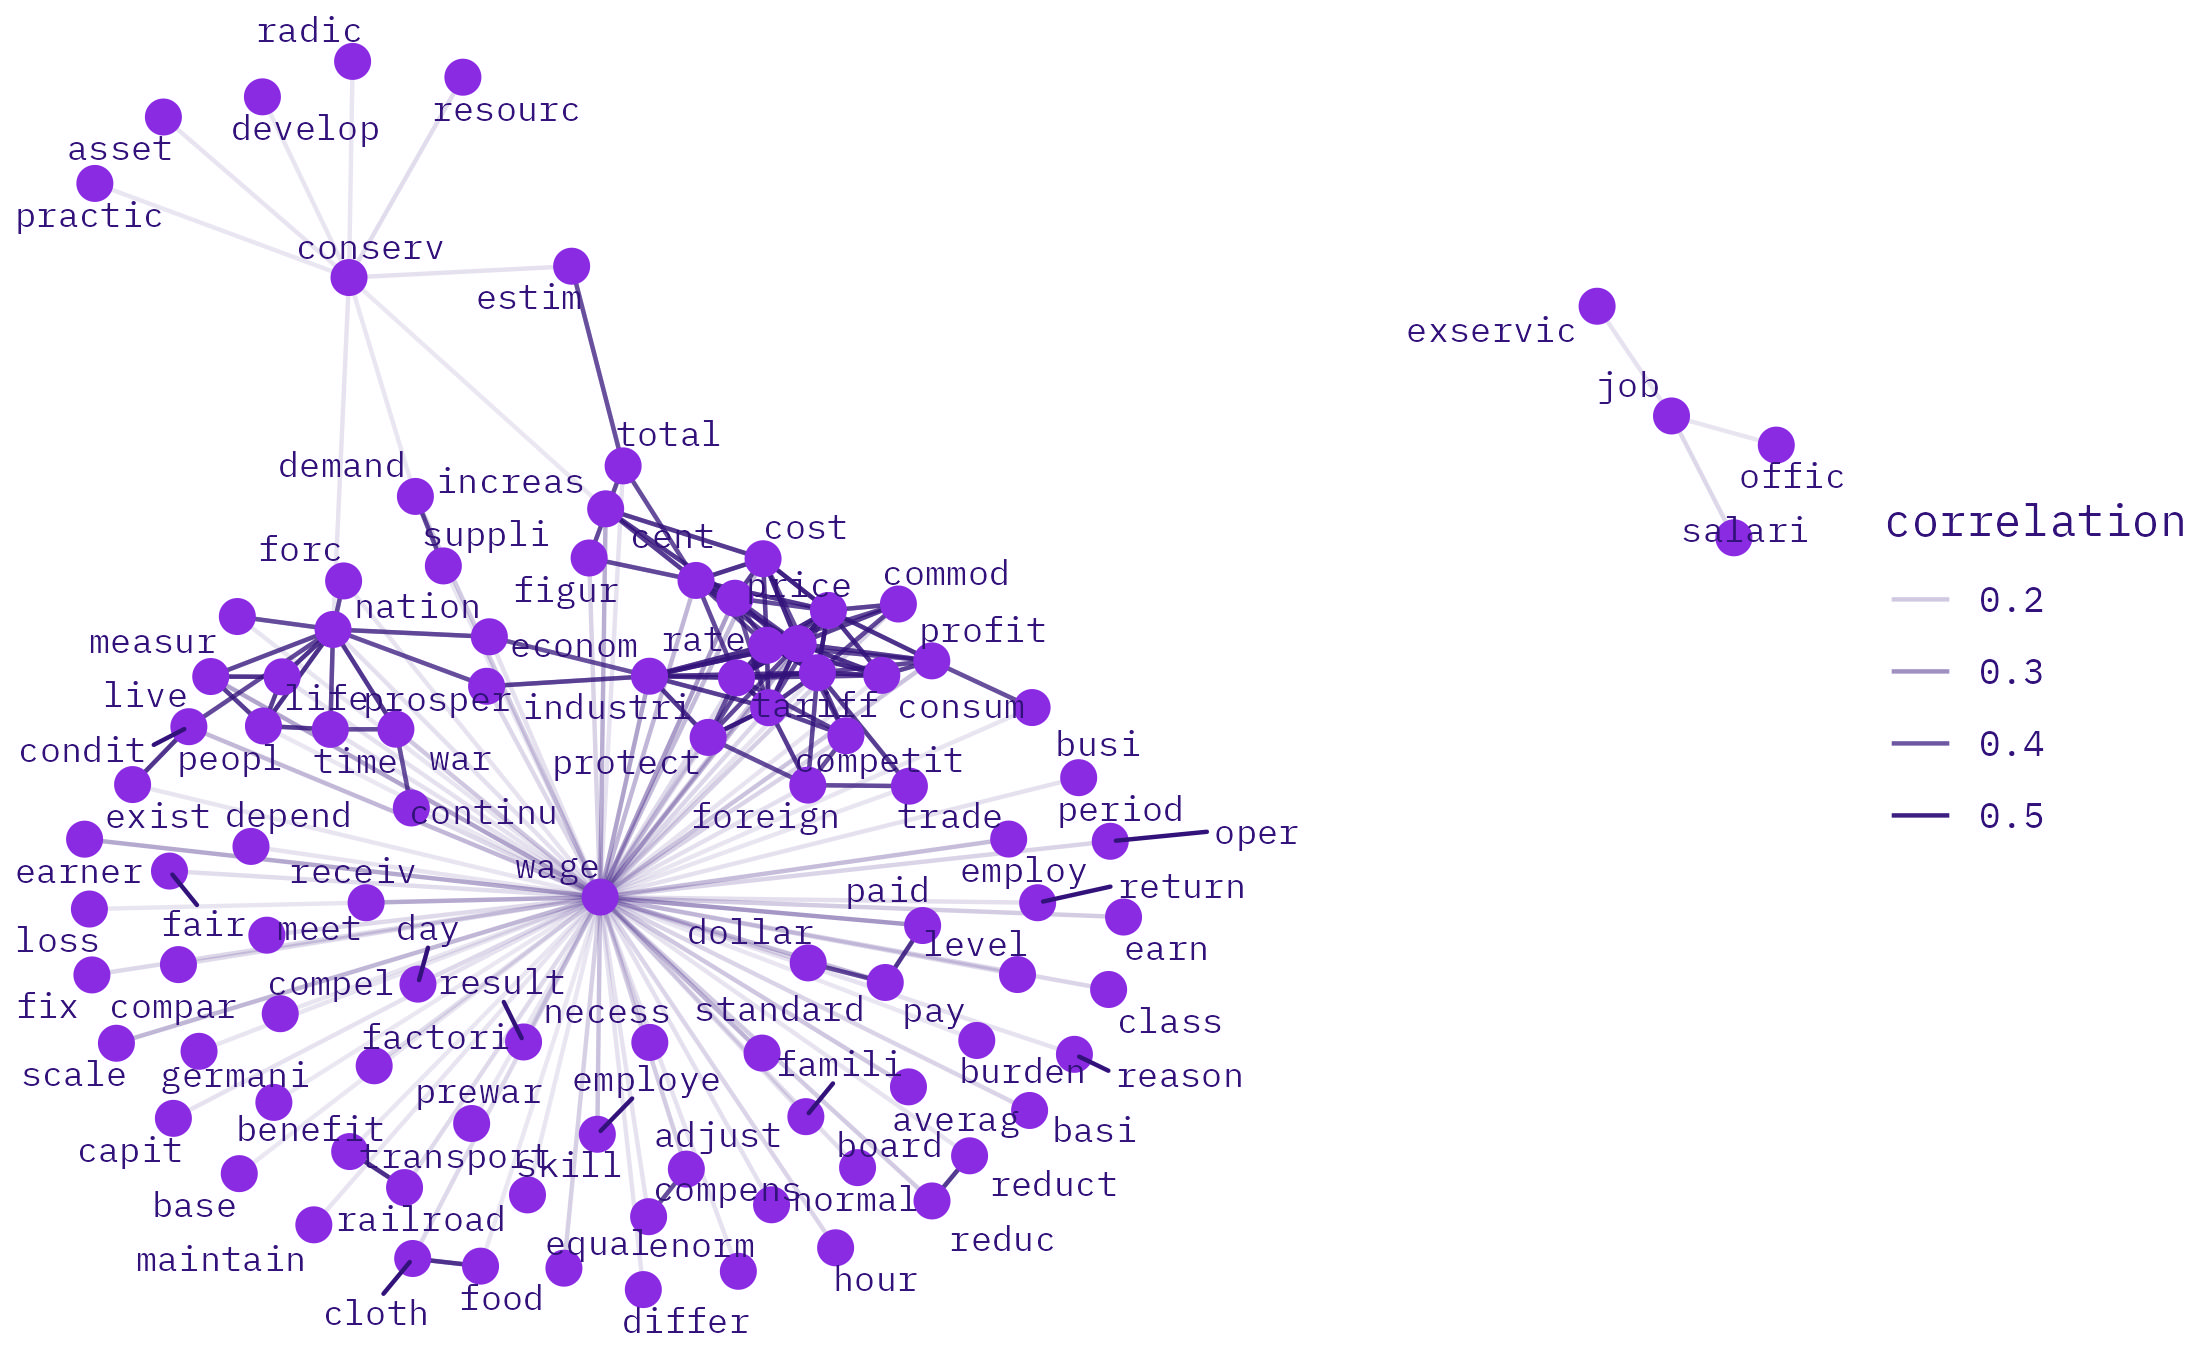 radic
resourc
develop
asset
practic
conserv
estim
exservic
job
offic
salari
total
demand
increas
suppli
cent
cost
forc
figur
price
commod
nation
measur
econom
rate
profit
live
life
prosper
industri
tariff
consum
condit
peopl
time
war
protect
competit
busi
exist
depend
continu
foreign
trade
period
oper
earner
receiv
wage
employ
paid
return
fair
meet
day
dollar
level
earn
loss
compel
result
necess
standard
pay
class
fix
compar
factori
famili
burden
reason
scale
germani
prewar
employe
averag
basi
capit
benefit
transport
skill
adjust
board
reduct
base
railroad
compens
normal
maintain
equal
enorm
hour
reduc
cloth
food
differ
correlation
0.2
0.3
0.4
0.5